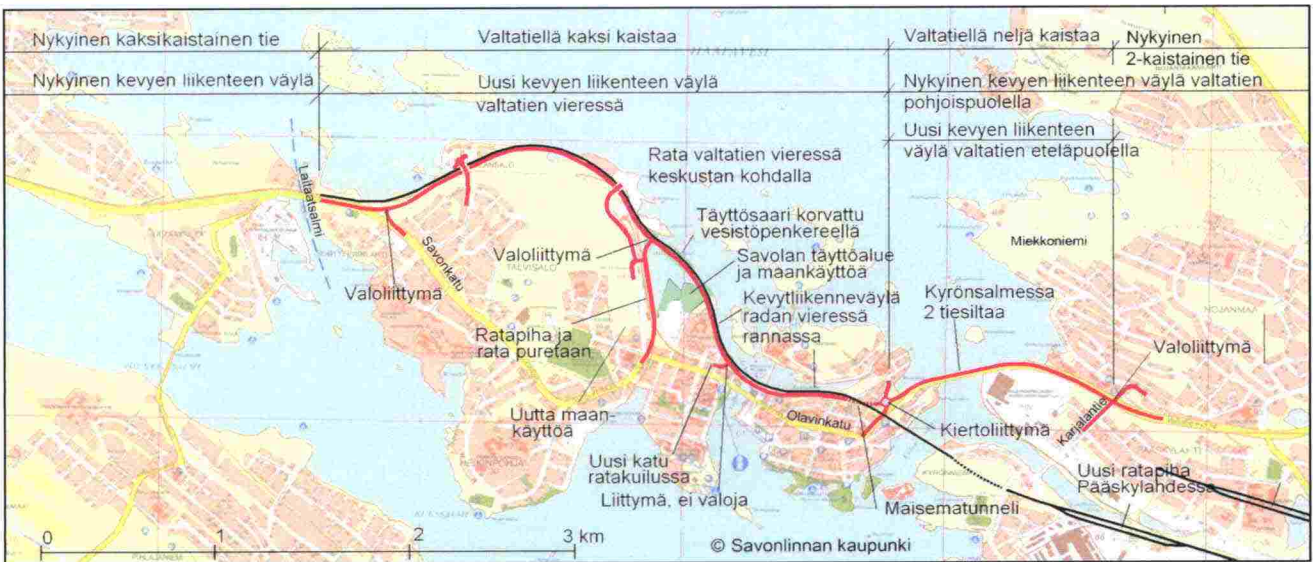 Nykyinen kaksikaistainen tie
Valtatiellä kaksi kaistaa
Valtatiellä neljä kaistaa
Nykyinen
2-kaistainen tie
Nykyinen kevyen liikenteen väylä
Uusi kevyen liikenteen väylä
valtatien vieressä
Nykyinen kevyen liikenteen väylä valtatien
pohjoispuolella
Uusi kevyen liikenteen
väylä valtatien eteläpuolella
Laitaatsalmi
Rata valtatien vieressä
keskustan kohdalla
Täyttösaari korvattu
vesistöpenkereellä
Miekkoniemi
Savonkatu
TALVISALO
Valoliittymä
Savolan täyttöalue
ja maankäyttöä
Valoliittymä
Kevytliikenneväylä
radan vieressä
rannassa
Kyrönsalmessa
2 tiesiltaa
NOJANMAA
Ratapiha ja
rata puretaan
Valoliittymä
Uutta maan-
käyttöä
Olavinkatu
Kiertoliittymä
Karjalantie
Uusi katu
ratakuilussa
Liittymä, ei valoja
Maisematunneli
Uusi ratapiha
Pääskylahdessa
0 1 2 3 km
© Savonlinnan kaupunki